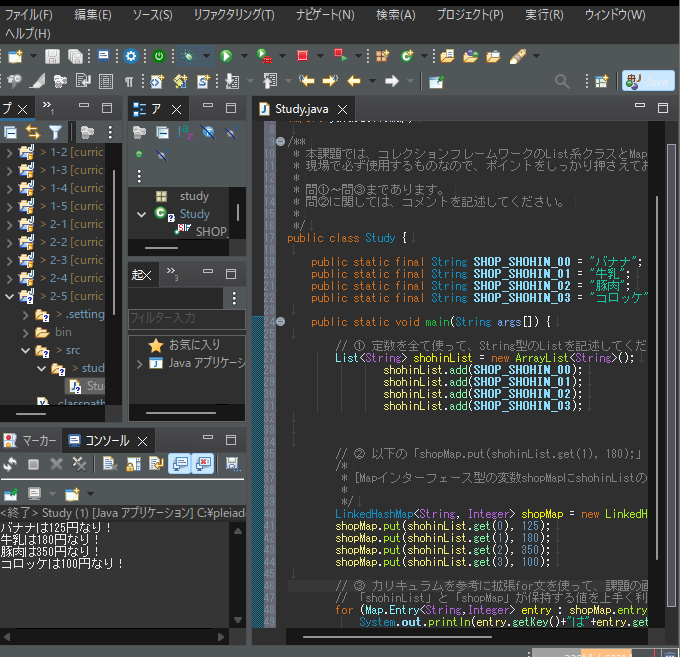 ファイル(F) 編集(E) ソース(S) リファクタリング(T) ナビゲート(N) 検索(A) プロジェクト(P) 実行(R) ウィンドウ(W)
ヘルプ(H)
Java
プ
ア
Study.java
> 1-2 [curric
> 1-3 [curric
> 1-4 [curric
> 1-5 [curric
> 2-1 [curric
> 2-2 [curric
> 2-3 [curric
> 2-4 [curric
> 2-5 [curric
> .setting
bin
> src
> stud
Stu
.classpath
study
Study
SHOP_
起
フィルター入力
お気に入り
Java アプリケーシ
9 /**
* 本課題では、コレクションフレームワークのList系クラスとMap
* 現場で必ず使用するものなので、ポイントをしっかり押さえてお
*
* 問①～問③まであります。
* 問②に関しては、コメントを記述してください。
*
*/
17 public class Study {
18
19 public static final String SHOP_SHOHIN_00 = "バナナ";
20 public static final String SHOP_SHOHIN_01 = "牛乳";
21 public static final String SHOP_SHOHIN_02 = "豚肉";
22 public static final String SHOP_SHOHIN_03 = "コロッケ"
23
24 public static void main(String args[]) {
25
26 // ① 定数を全て使って、String型のListを記述してくだ
27 List<String> shohinList = new ArrayList<String>();
28 shohinList.add(SHOP_SHOHIN_00);
29 shohinList.add(SHOP_SHOHIN_01);
30 shohinList.add(SHOP_SHOHIN_02);
31 shohinList.add(SHOP_SHOHIN_03);
32
33
34
35 // ② 以下の「shopMap.put(shohinList.get(1), 180);」
36 /*
37 * [Mapインターフェース型の変数shopMapにshohinListの
38 *
39 */
40 LinkedHashMap<String, Integer> shopMap = new LinkedH
41 shopMap.put(shohinList.get(0), 125);
42 shopMap.put(shohinList.get(1), 180);
43 shopMap.put(shohinList.get(2), 350);
44 shopMap.put(shohinList.get(3), 100);
45
46 // ③ カリキュラムを参考に拡張for文を使って、課題の画
47 // 「shohinList」と「shopMap」が保持する値を上手く利
48 for (Map.Entry<String,Integer> entry : shopMap.entry
49 System.out.println(entry.getKey()+"は"+entry.get
マーカー
コンソール
<終了> Study (1) [Java アプリケーション] C:¥pleiad
バナナは125円なり！
牛乳は180円なり！
豚肉は350円なり！
コロッケは100円なり！